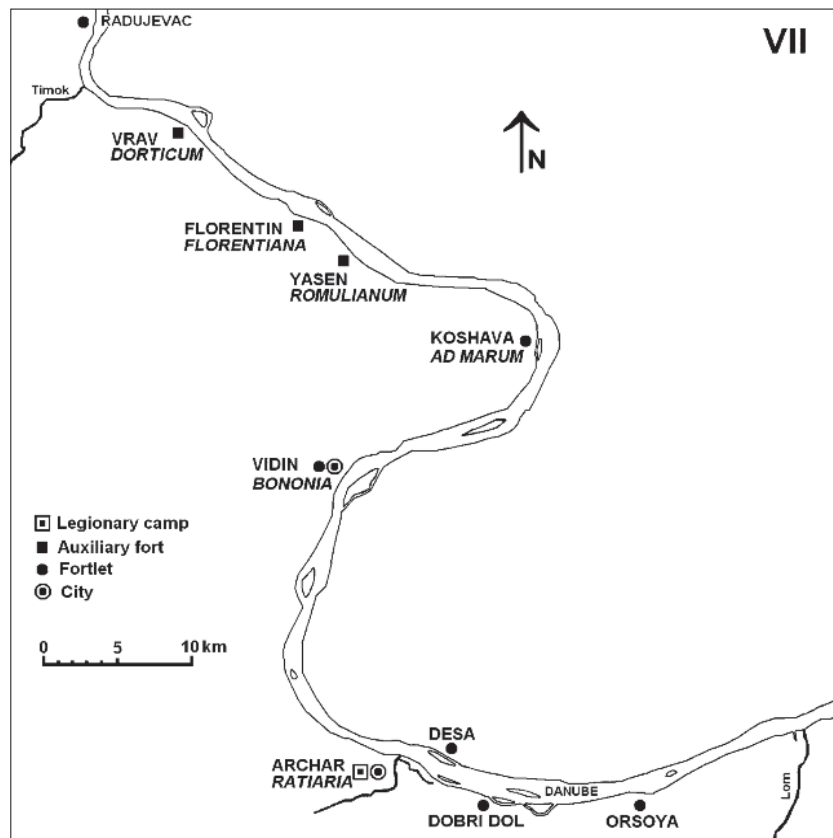 RADUJEVAC
VII
Timok
VRAV
DORTICUM
N
FLORENTIN
FLORENTIANA
YASEN
ROMULIANUM
KOSHAVA
AD MARUM
VIDIN
BONONIA
Legionary camp
Auxiliary fort
Fortlet
City
0 5 10 km
DESA
ARCHAR
RATIARIA
DANUBE
Lom
DOBRI DOL
ORSOYA